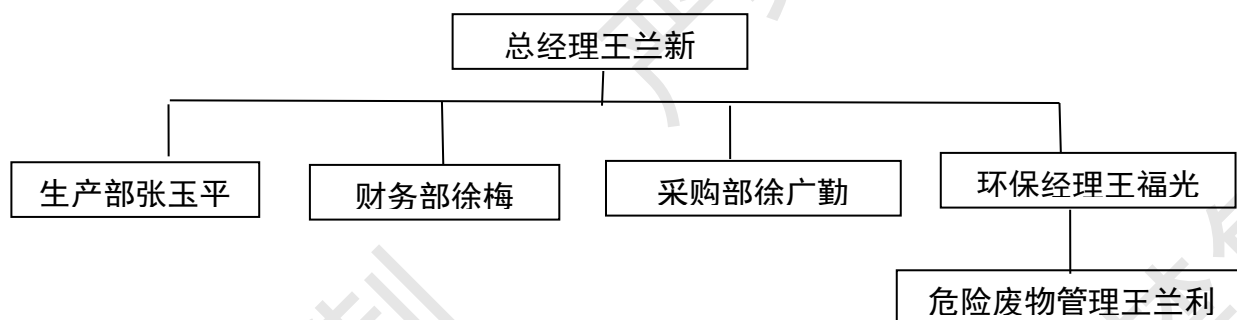 总经理王兰新
生产部张玉平
财务部徐梅
采购部徐广勤
环保经理王福光
危险废物管理王兰利